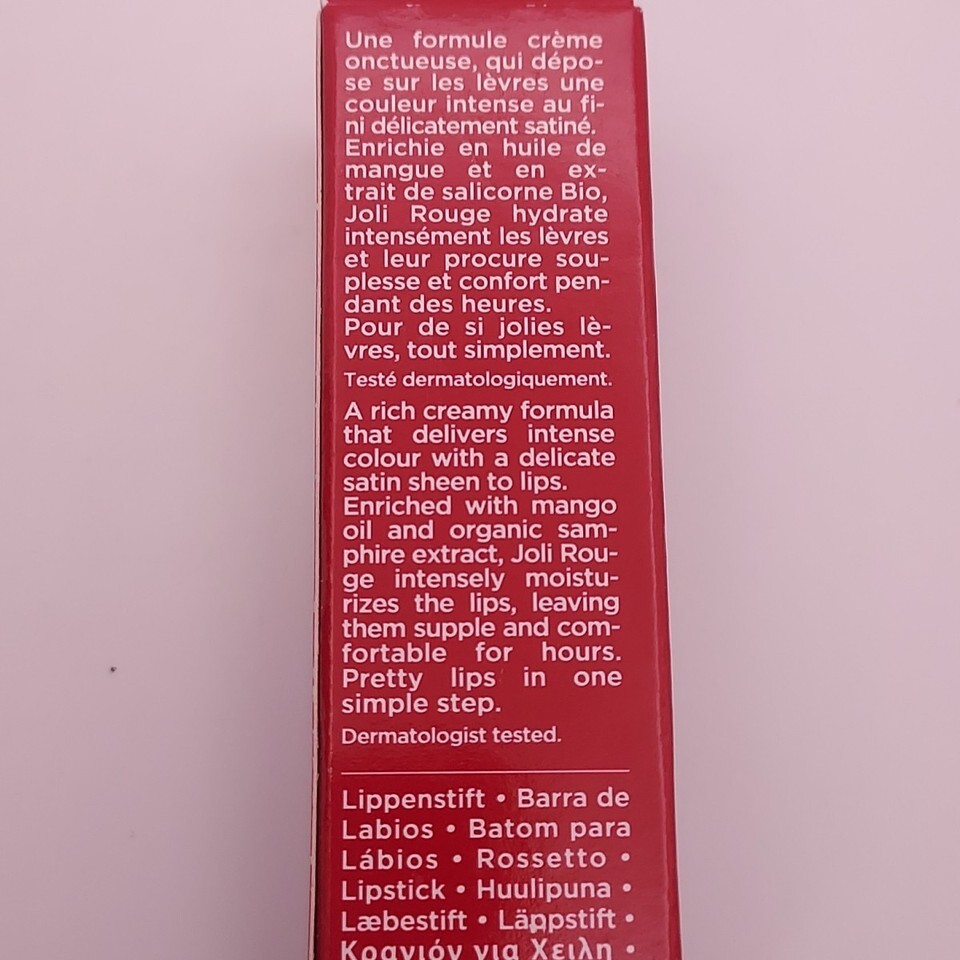 Une formule crème
onctueuse, qui dépo-
se sur les lèvres une
couleur intense au fi-
ni délicatement satiné.
Enrichie en huile de
mangue et en ex-
trait de salicorne Bio,
Joli Rouge hydrate
intensément les lèvres
et leur procure sou-
plesse et confort pen-
dant des heures.
Pour de si jolies lè-
vres, tout simplement.
Testé dermatologiquement.
A rich creamy formula
that delivers intense
colour with a delicate
satin sheen to lips.
Enriched with mango
oil and organic sam-
phire extract, Joli Rou-
ge intensely moistu-
rizes the lips, leaving
them supple and com-
fortable for hours.
Pretty lips in one
simple step.
Dermatologist tested.
Lippenstift • Barra de
Labios • Batom para
Lábios • Rossetto •
Lipstick • Huulipuna •
Læbestift • Läppstift •
Κραγιόν για Χείλη •